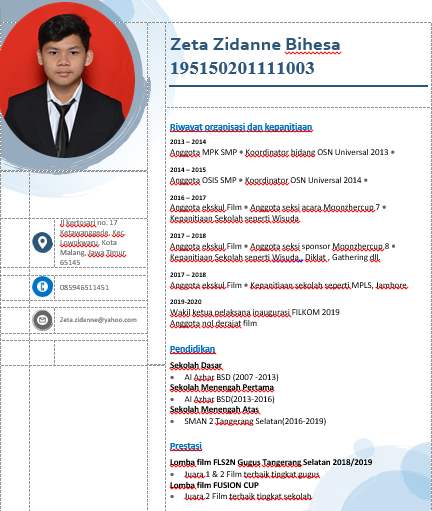 Zeta Zidanne Bihesa
195150201111003
Jl kertosari no. 17
Ketawanggede, Kec.
Lowokwaru, Kota
Malang, Jawa Timur
65145
085946511451
Zeta.zidanne@yahoo.com
Riwayat organisasi dan kepanitiaan
2013 – 2014
Anggota MPK SMP • Koordinator bidang OSN Universal 2013 •
2014 – 2015
Anggota OSIS SMP • Koordinator OSN Universal 2014 •
2016 – 2017
Anggota ekskul Film • Anggota seksi acara Moonzhercup 7 •
Kepanitiaan Sekolah seperti Wisuda
2017 – 2018
Anggota ekskul Film • Anggota seksi sponsor Moonzhercup 8 •
Kepanitiaan Sekolah seperti Wisuda, Diklat , Gathering dll
2017 – 2018
Anggota ekskul Film • Kepanitiaan sekolah seperti MPLS, Jambore
2019-2020
Wakil ketua pelaksana inaugurasi FILKOM 2019
Anggota nol derajat film
Pendidikan
Sekolah Dasar
• Al Azhar BSD (2007 -2013)
Sekolah Menengah Pertama
• Al Azhar BSD(2013-2016)
Sekolah Menengah Atas
• SMAN 2 Tangerang Selatan(2016-2019)
Prestasi
Lomba film FLS2N Gugus Tangerang Selatan 2018/2019
• Juara 1 & 2 Film terbaik tingkat gugus
Lomba film FUSION CUP
• Juara 2 Film terbaik tingkat sekolah